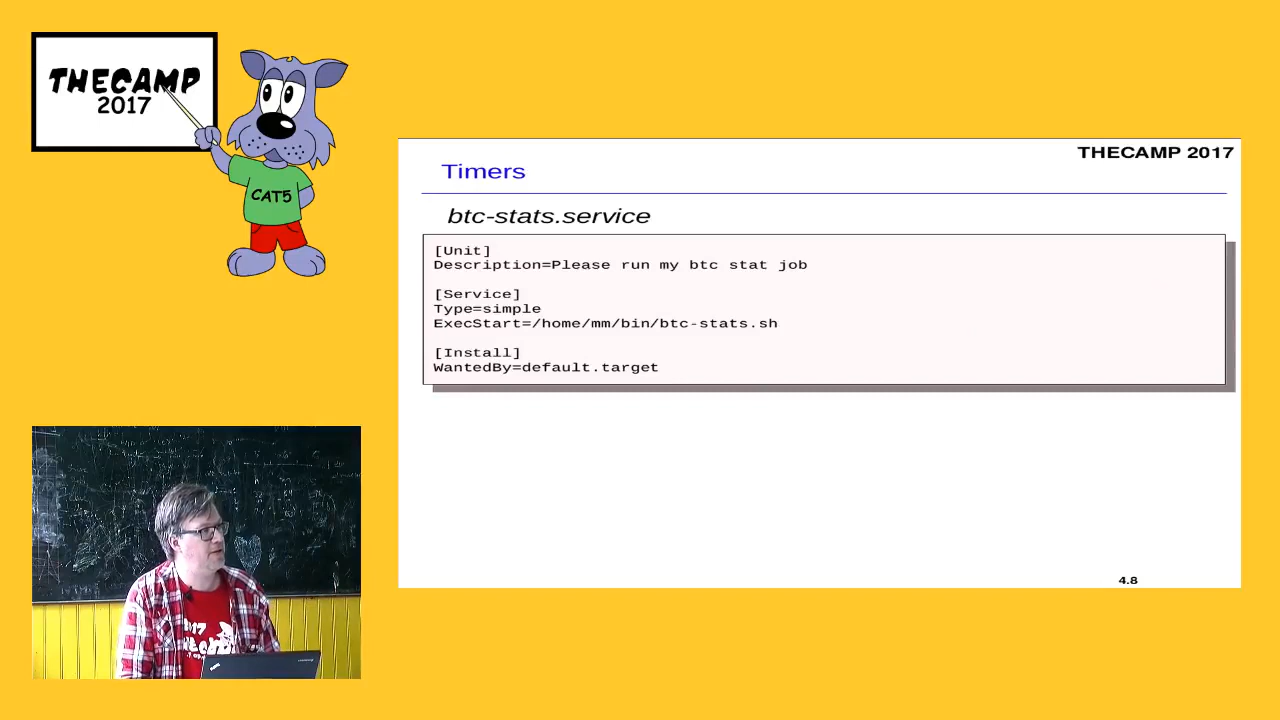 THECAMP
2017
CAT5
THECAMP 2017
Timers
btc-stats.service
[Unit]
Description=Please run my btc stat job
[Service]
Type=simple
ExecStart=/home/mm/bin/btc-stats.sh
[Install]
WantedBy=default.target
4.8